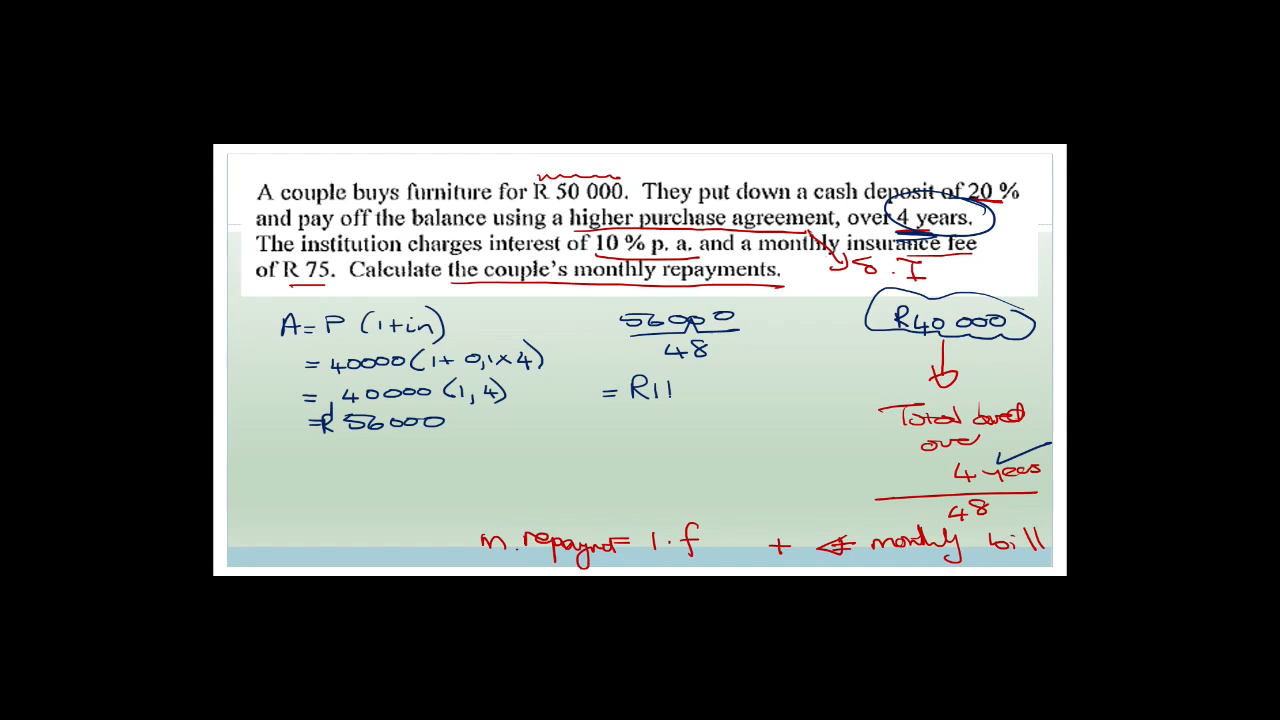 A couple buys furniture for R 50 000. They put down a cash deposit of 20 %
and pay off the balance using a higher purchase agreement, over 4 years.
The institution charges interest of 10 % p. a. and a monthly insurance fee
of R 75. Calculate the couple's monthly repayments.
S.I
A = P (1+in)
= 40000 (1+ 0,1×4)
= 40000 (1,4)
= R 56000
56000
48
= R11
R40 000
Total
over
4 years
48
m. repaymt = 1.f + monthly bill